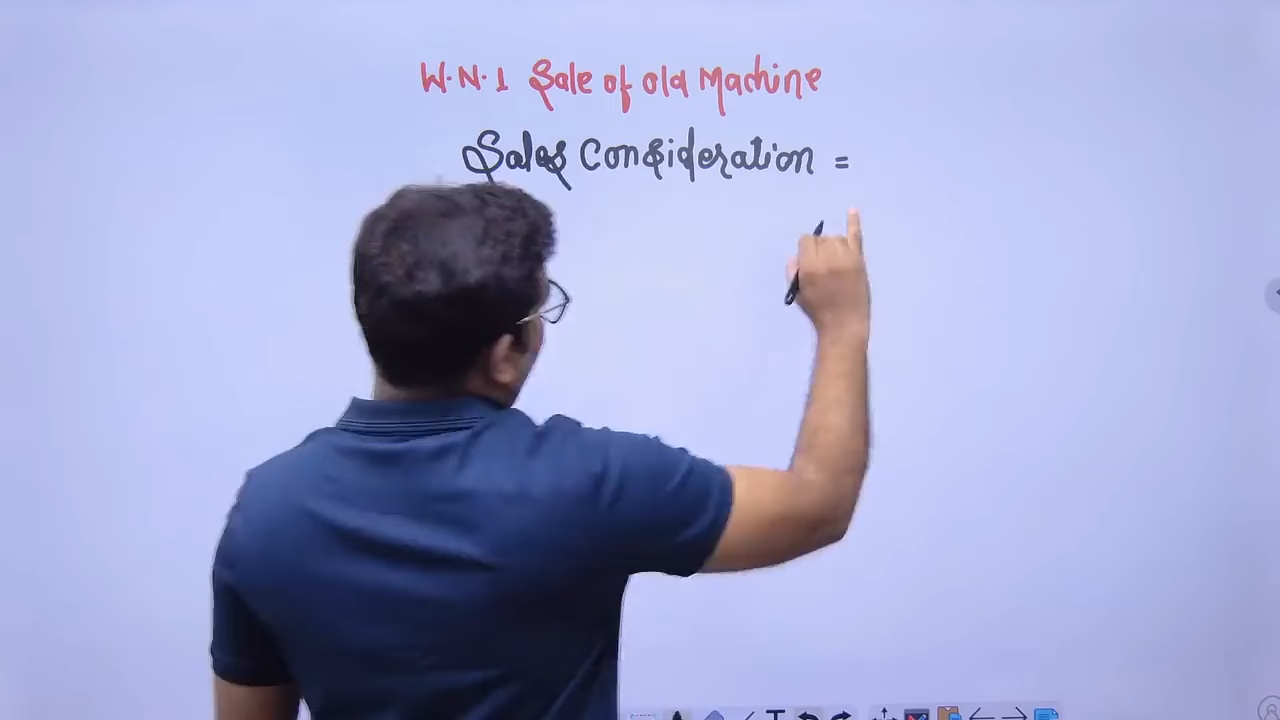 W.N.1 Sale of old Machine
Sales Consideration =